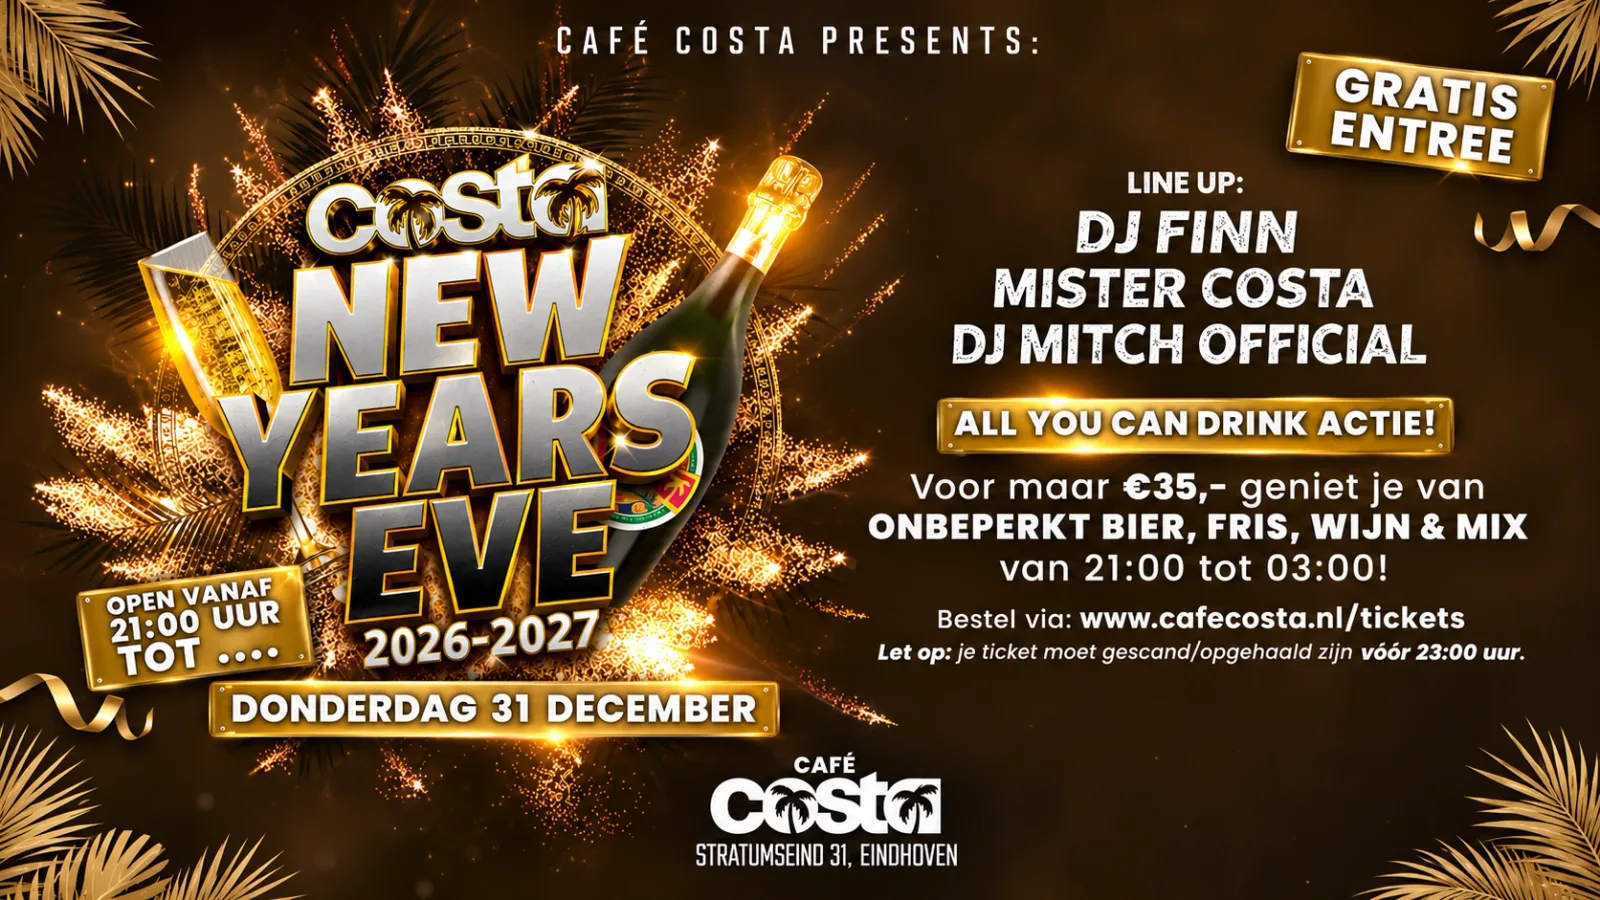 CAFÉ COSTA PRESENTS:
GRATIS
ENTREE
costa
NEW
YEARS
EVE
2026-2027
OPEN VANAF
21:00 UUR
TOT ....
DONDERDAG 31 DECEMBER
LINE UP:
DJ FINN
MISTER COSTA
DJ MITCH OFFICIAL
ALL YOU CAN DRINK ACTIE!
Voor maar €35,- geniet je van
ONBEPERKT BIER, FRIS, WIJN & MIX
van 21:00 tot 03:00!
Bestel via: www.cafecosta.nl/tickets
Let op: je ticket moet gescand/opgehaald zijn vóór 23:00 uur.
CAFÉ
costa
STRATUMSEIND 31, EINDHOVEN